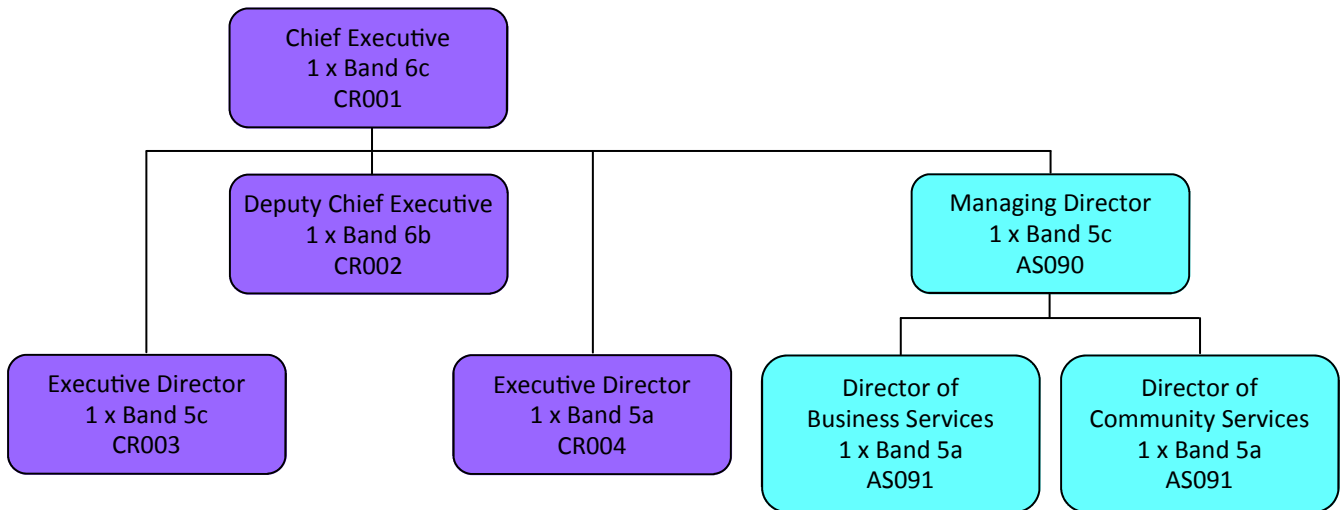 Chief Executive
1 x Band 6c
CR001
Deputy Chief Executive
1 x Band 6b
CR002
Managing Director
1 x Band 5c
AS090
Executive Director
1 x Band 5c
CR003
Executive Director
1 x Band 5a
CR004
Director of
Business Services
1 x Band 5a
AS091
Director of
Community Services
1 x Band 5a
AS091